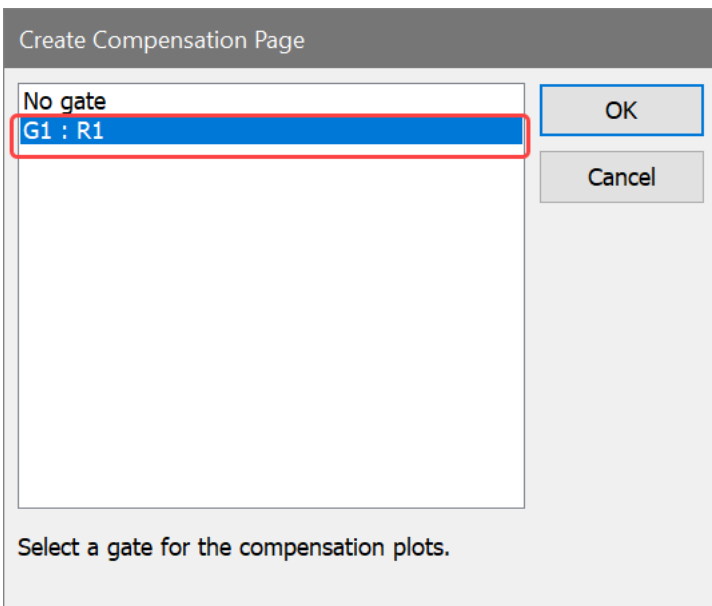 Create Compensation Page
No gate
OK
G1 : R1
Cancel
Select a gate for the compensation plots.